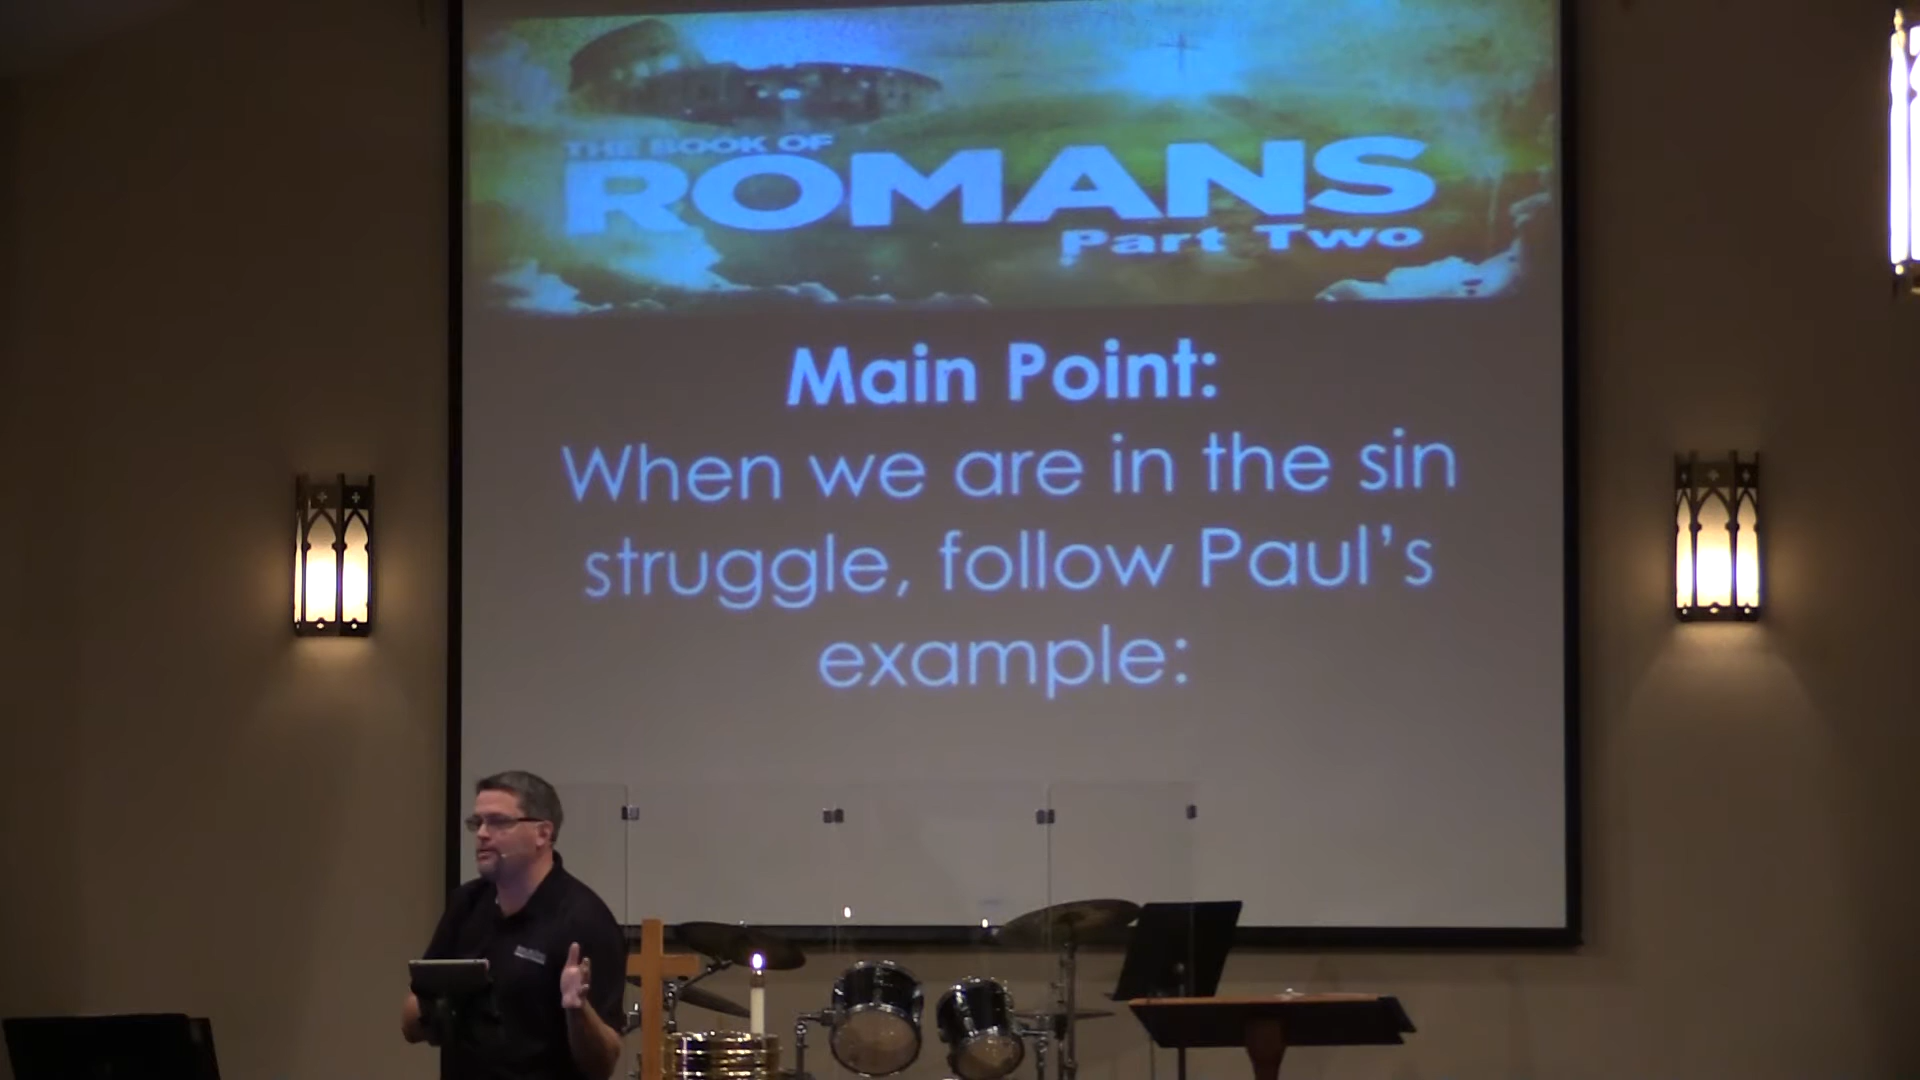 THE BOOK OF
ROMANS
Part Two
Main Point:
When we are in the sin
struggle, follow Paul's
example: